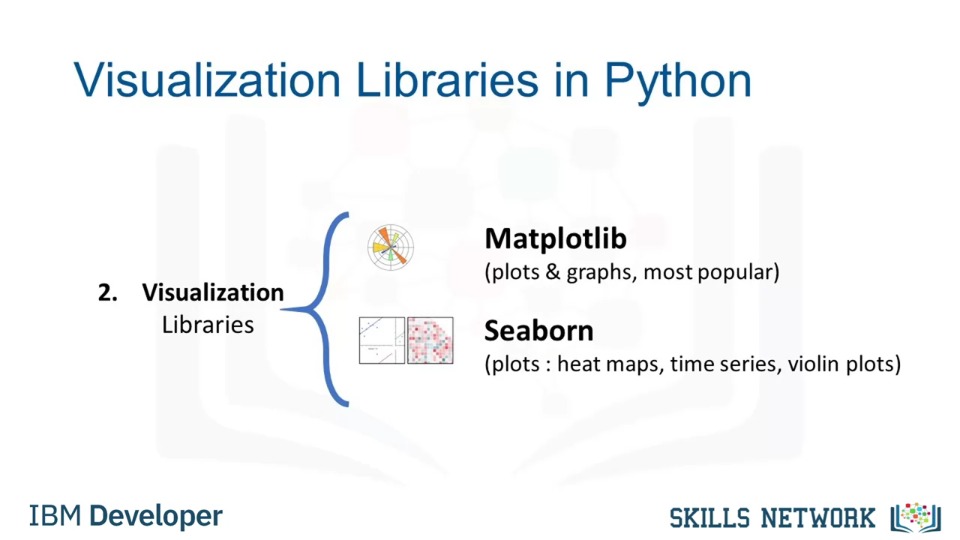 Visualization Libraries in Python
2. Visualization
Libraries
Matplotlib
(plots & graphs, most popular)
Seaborn
(plots : heat maps, time series, violin plots)
IBM Developer
SKILLS NETWORK